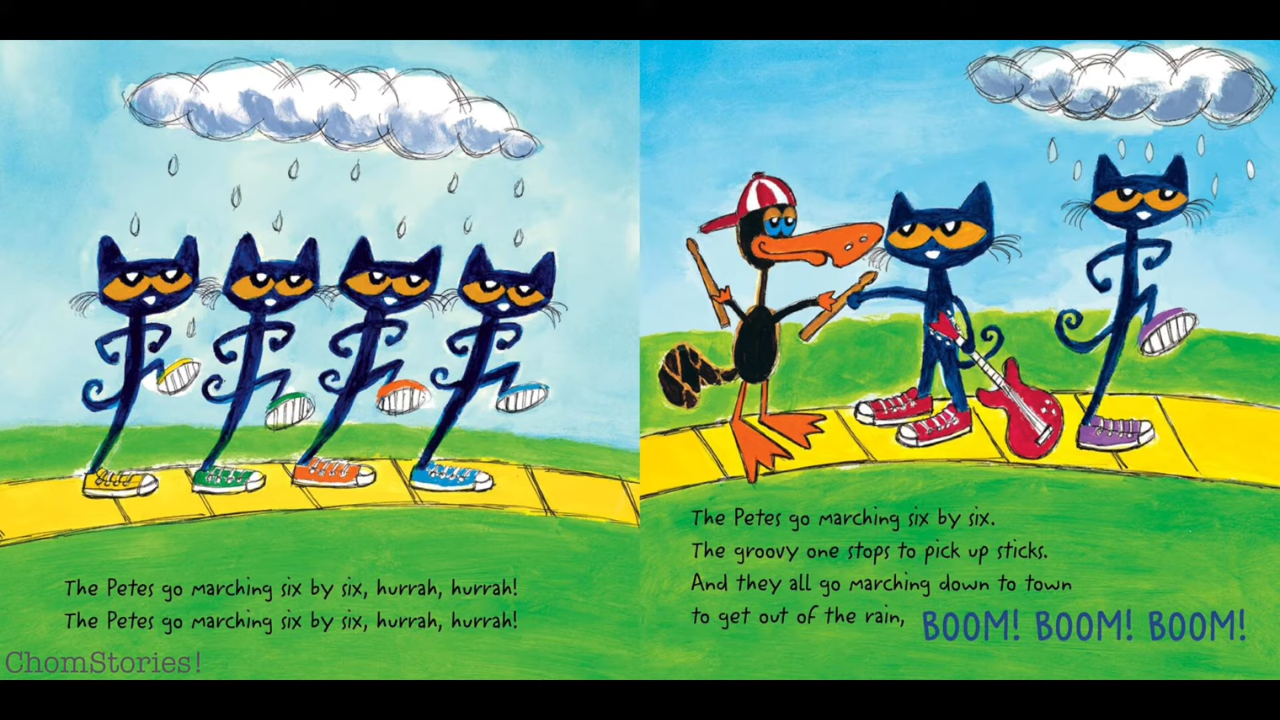 The Petes go marching six by six, hurrah, hurrah!
The Petes go marching six by six, hurrah, hurrah!
ChomStories!
The Petes go marching six by six.
The groovy one stops to pick up sticks.
And they all go marching down to town
to get out of the rain, BOOM! BOOM! BOOM!